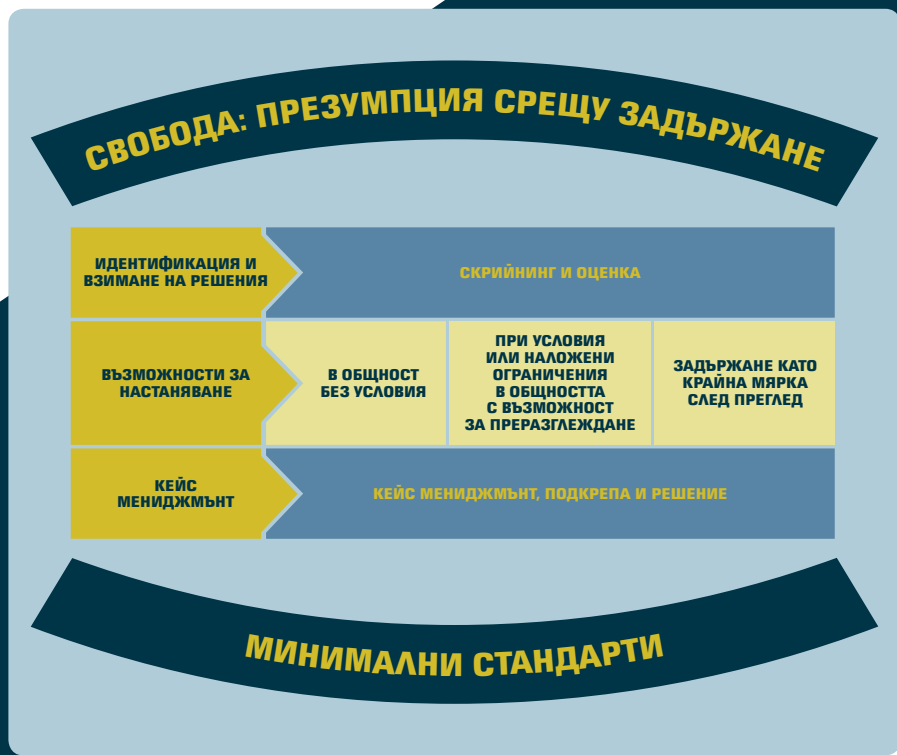 СВОБОДА: ПРЕЗУМПЦИЯ СРЕЩУ ЗАДЪРЖАНЕ
ИДЕНТИФИКАЦИЯ И
ВЗИМАНЕ НА РЕШЕНИЯ
СКРИЙНИНГ И ОЦЕНКА
ВЪЗМОЖНОСТИ ЗА
НАСТАНЯВАНЕ
В ОБЩНОСТ
БЕЗ УСЛОВИЯ
ПРИ УСЛОВИЯ
ИЛИ НАЛОЖЕНИ
ОГРАНИЧЕНИЯ
В ОБЩНОСТТА
С ВЪЗМОЖНОСТ
ЗА ПРЕРАЗГЛЕЖДАНЕ
ЗАДЪРЖАНЕ КАТО
КРАЙНА МЯРКА
СЛЕД ПРЕГЛЕД
КЕЙС
МЕНИДЖМЪНТ
КЕЙС МЕНИДЖМЪНТ, ПОДКРЕПА И РЕШЕНИЕ
МИНИМАЛНИ СТАНДАРТИ